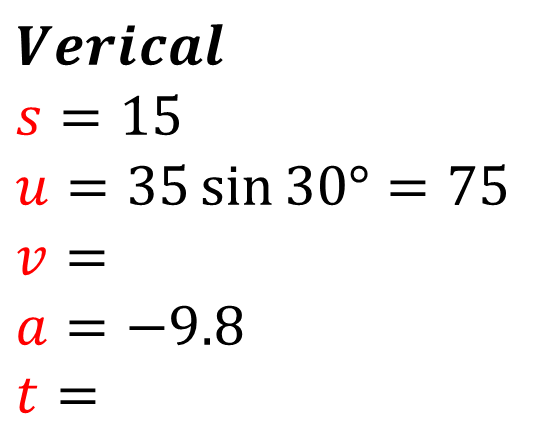 Verical
s = 15
u = 35 sin 30° = 75
v =
a = −9.8
t =